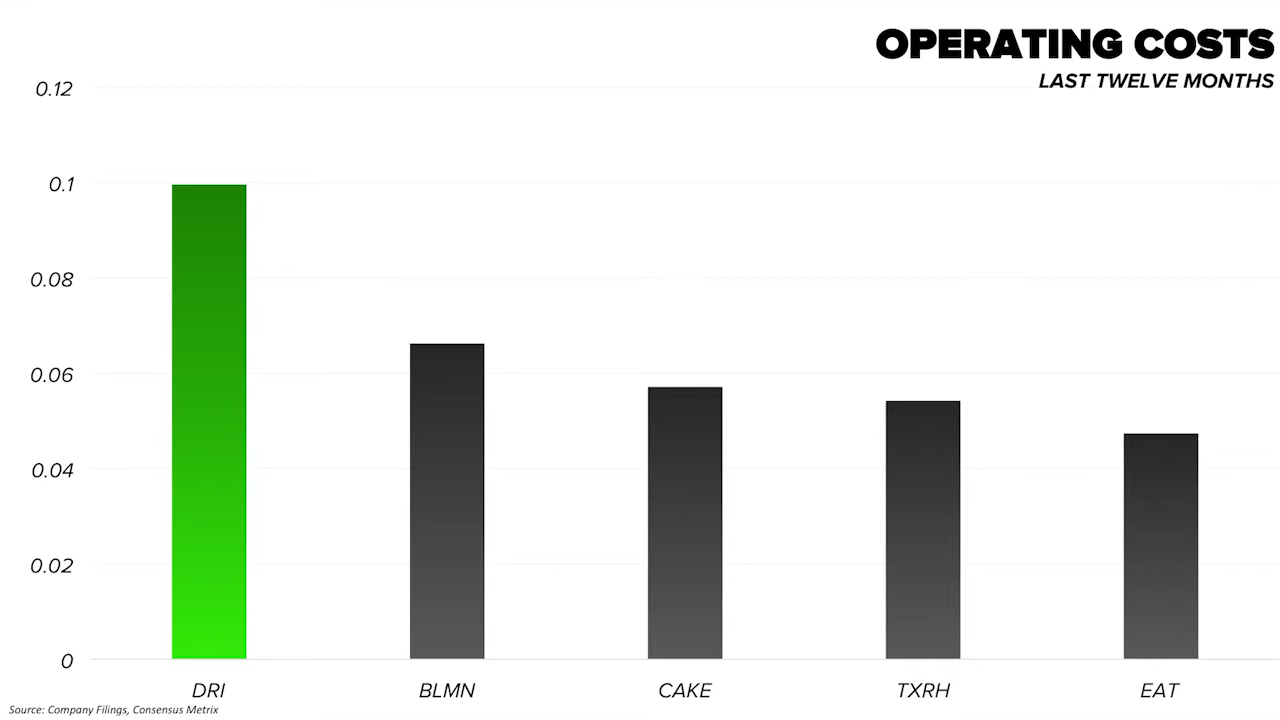 OPERATING COSTS
LAST TWELVE MONTHS
0.12
0.1
0.08
0.06
0.04
0.02
0
DRI BLMN CAKE TXRH EAT
Source: Company Filings, Consensus Metrix